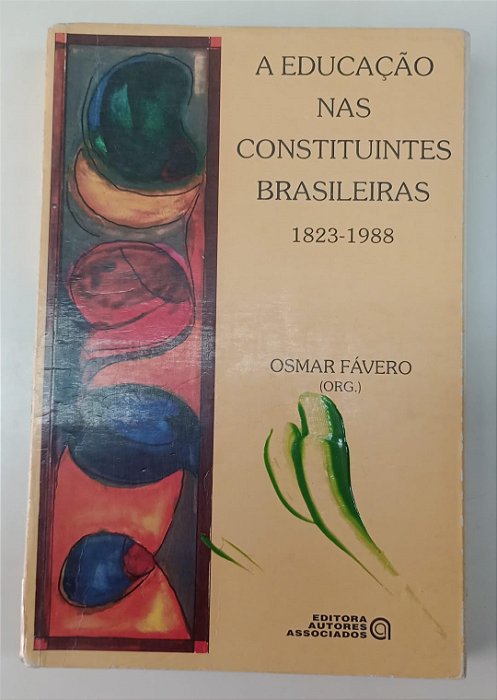 A EDUCAÇÃO
NAS
CONSTITUINTES
BRASILEIRAS
1823-1988
OSMAR FÁVERO
(ORG.)
EDITORA
AUTORES
ASSOCIADOS